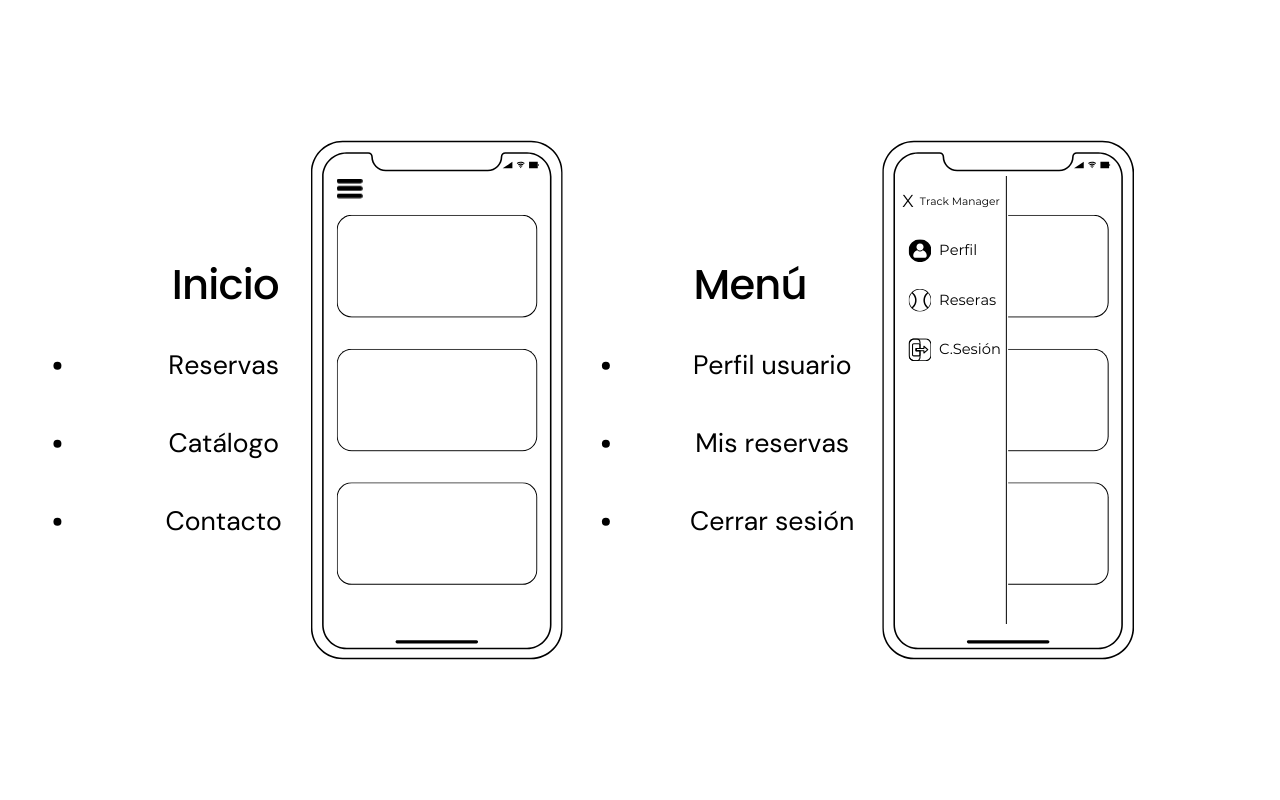 Inicio
• Reservas
• Catálogo
• Contacto
Menú
• Perfil usuario
• Mis reservas
• Cerrar sesión
X Track Manager
Perfil
Reseras
C.Sesión